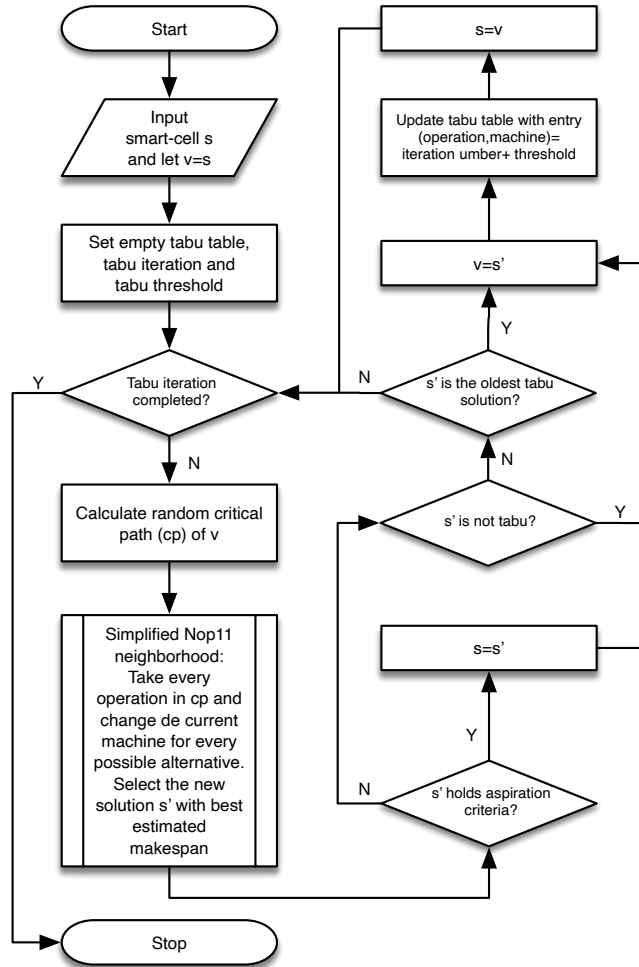 Start
Input
smart-cell s
and let v=s
Set empty tabu table,
tabu iteration and
tabu threshold
Y
Tabu iteration
completed?
N
Calculate random critical
path (cp) of v
Simplified Nop11
neighborhood:
Take every
operation in cp and
change de current
machine for every
possible alternative.
Select the new
solution s' with best
estimated
makespan
Stop
s=v
Update tabu table with entry
(operation,machine)=
iteration umber+ threshold
v=s'
Y
N
s' is the oldest tabu
solution?
N
s' is not tabu?
Y
s=s'
Y
N
s' holds aspiration
criteria?